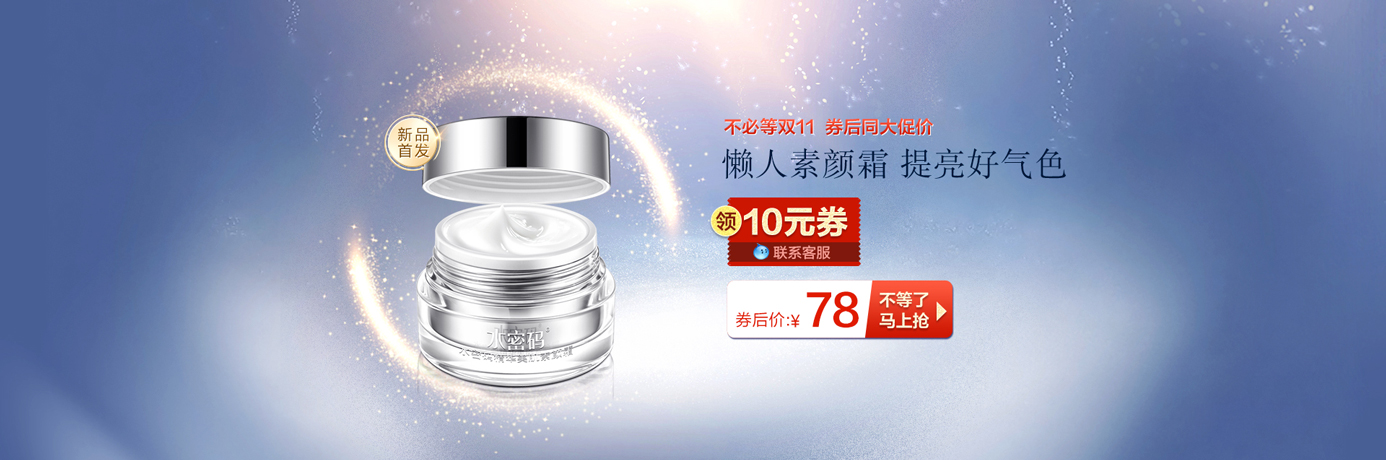 新品
首发
不必等双11 券后同大促价
懒人素颜霜 提亮好气色
领
10元券
联系客服
券后价:¥ 78
不等了
马上抢
水密码